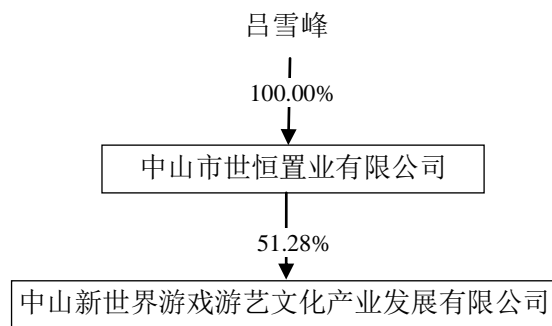 吕雪峰
100.00%
中山市世恒置业有限公司
51.28%
中山新世界游戏游艺文化产业发展有限公司